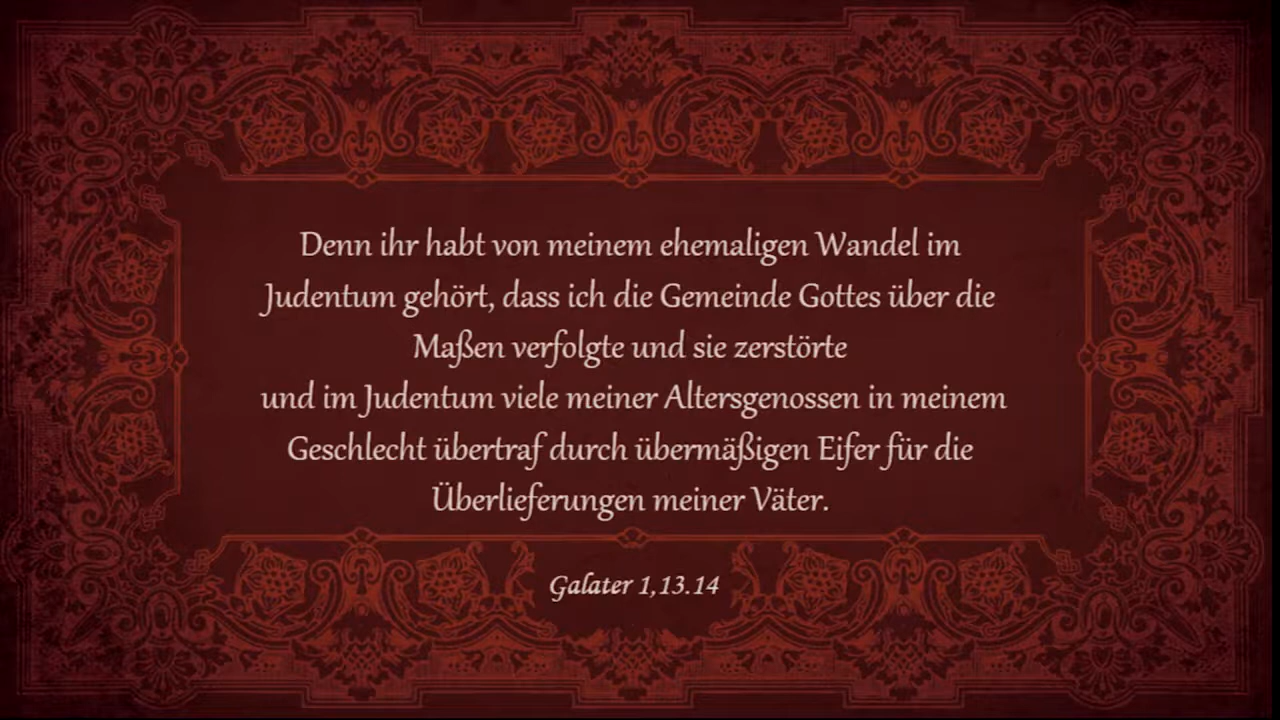 Denn ihr habt von meinem ehemaligen Wandel im
Judentum gehört, dass ich die Gemeinde Gottes über die
Maßen verfolgte und sie zerstörte
und im Judentum viele meiner Altersgenossen in meinem
Geschlecht übertraf durch übermäßigen Eifer für die
Überlieferungen meiner Väter.
Galater 1,13.14